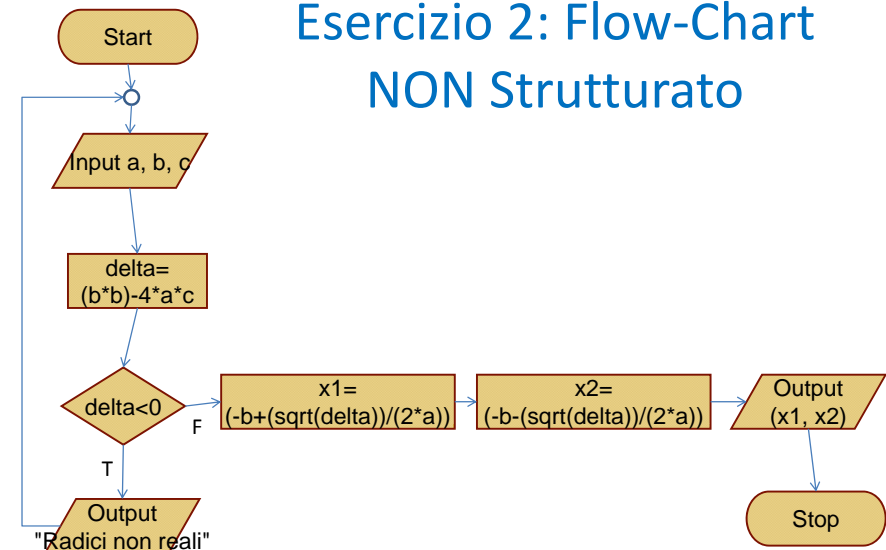 Esercizio 2: Flow-Chart
NON Strutturato
Start
Input a, b, c
delta=
(b*b)-4*a*c
delta<0
F
x1=
(-b+(sqrt(delta))/(2*a))
x2=
(-b-(sqrt(delta))/(2*a))
Output
(x1, x2)
T
Output
"Radici non reali"
Stop